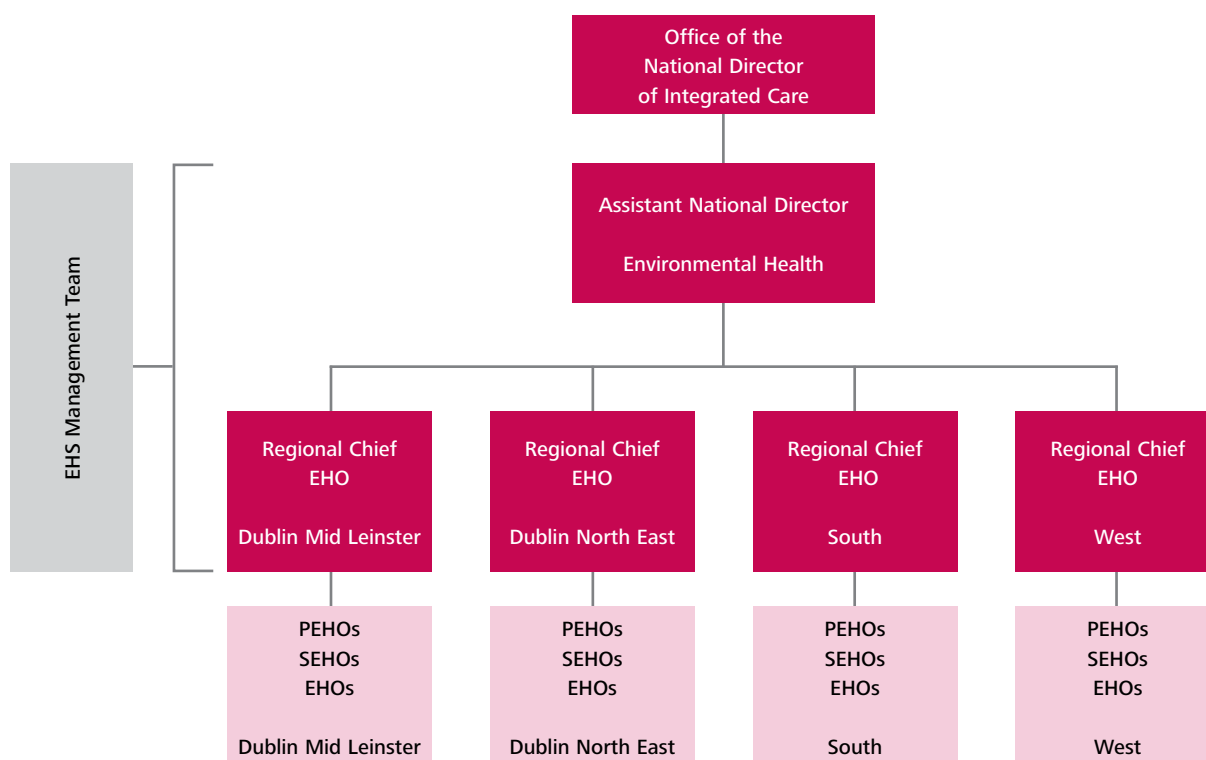 Office of the
National Director
of Integrated Care
EHS Management Team
Assistant National Director
Environmental Health
Regional Chief
EHO
Dublin Mid Leinster
Regional Chief
EHO
Dublin North East
Regional Chief
EHO
South
Regional Chief
EHO
West
PEHOs
SEHOs
EHOs
Dublin Mid Leinster
PEHOs
SEHOs
EHOs
Dublin North East
PEHOs
SEHOs
EHOs
South
PEHOs
SEHOs
EHOs
West